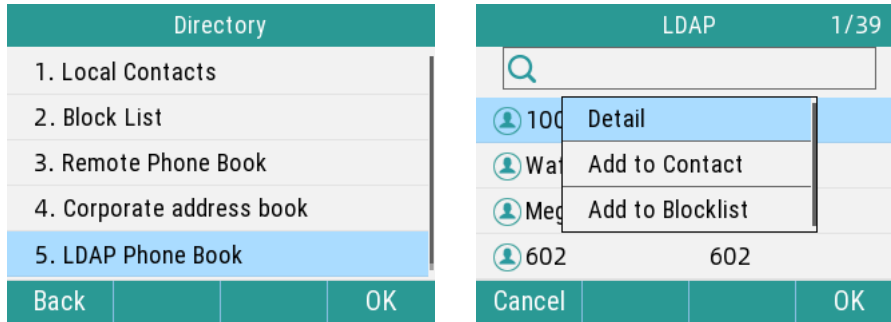 Directory
1. Local Contacts
2. Block List
3. Remote Phone Book
4. Corporate address book
5. LDAP Phone Book
Back OK
LDAP 1/39
Detail
Add to Contact
Add to Blocklist
602 602
Cancel OK